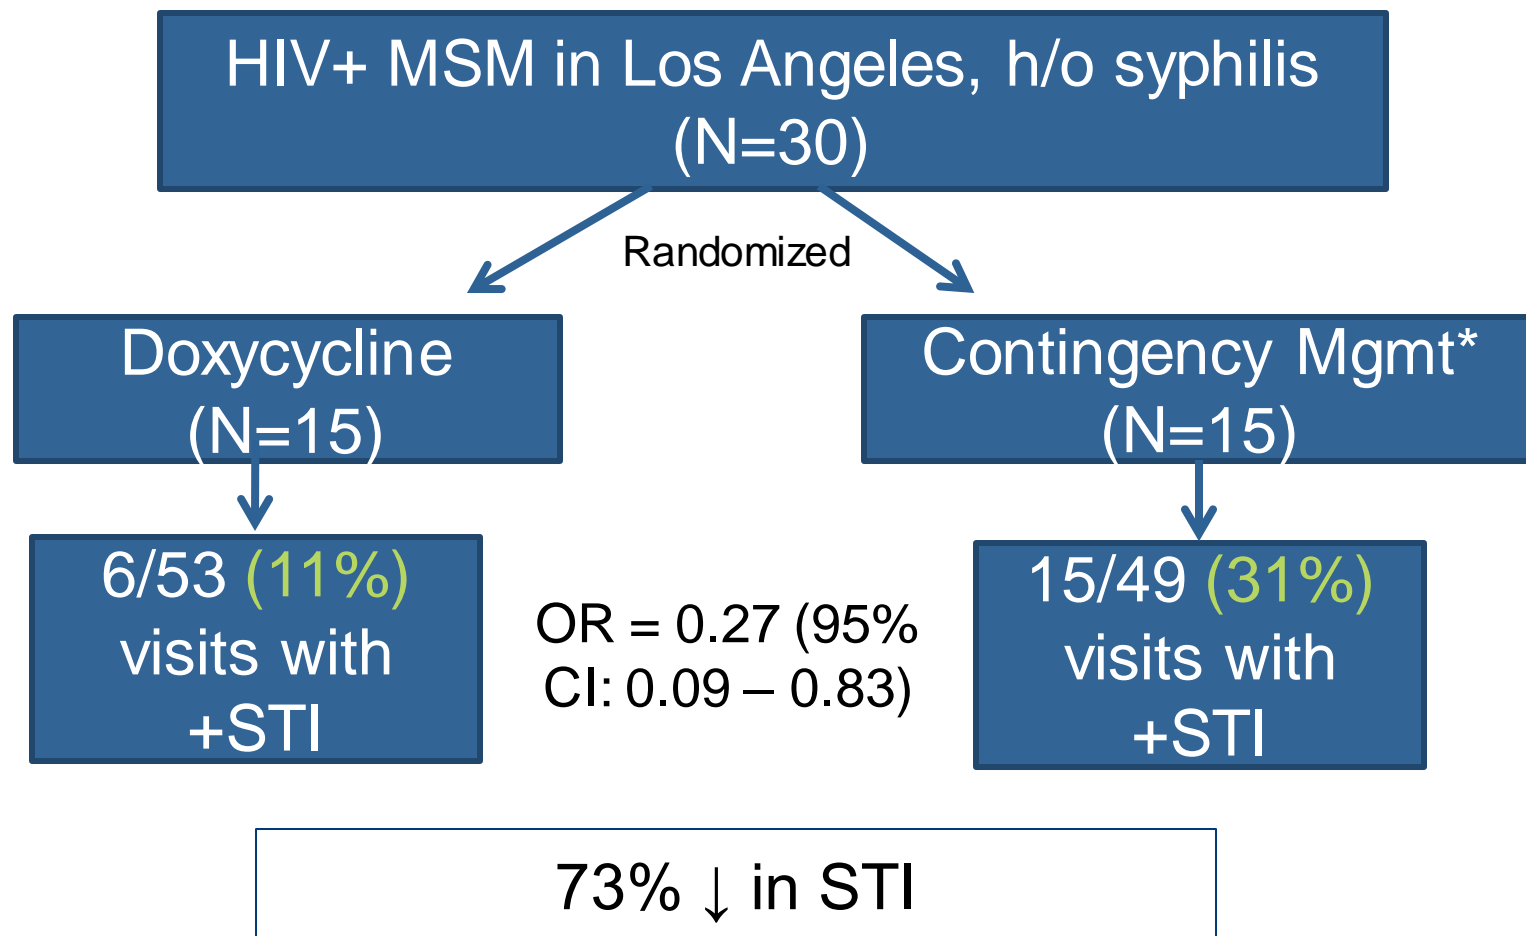 HIV+ MSM in Los Angeles, h/o syphilis
(N=30)
Randomized
Doxycycline
(N=15)
Contingency Mgmt*
(N=15)
6/53 (11%)
visits with
+STI
OR = 0.27 (95%
CI: 0.09 – 0.83)
15/49 (31%)
visits with
+STI
73% ↓ in STI